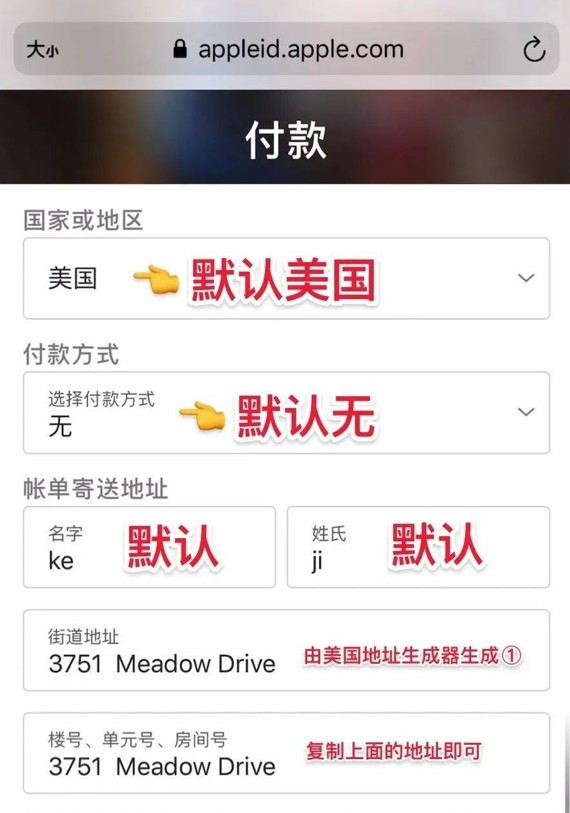 大小 appleid.apple.com
付款
国家或地区
美国 默认美国
付款方式
选择付款方式
无 默认无
帐单寄送地址
名字 姓氏
ke 默认 ji 默认
街道地址
3751 Meadow Drive 由美国地址生成器生成①
楼号、单元号、房间号
3751 Meadow Drive 复制上面的地址即可